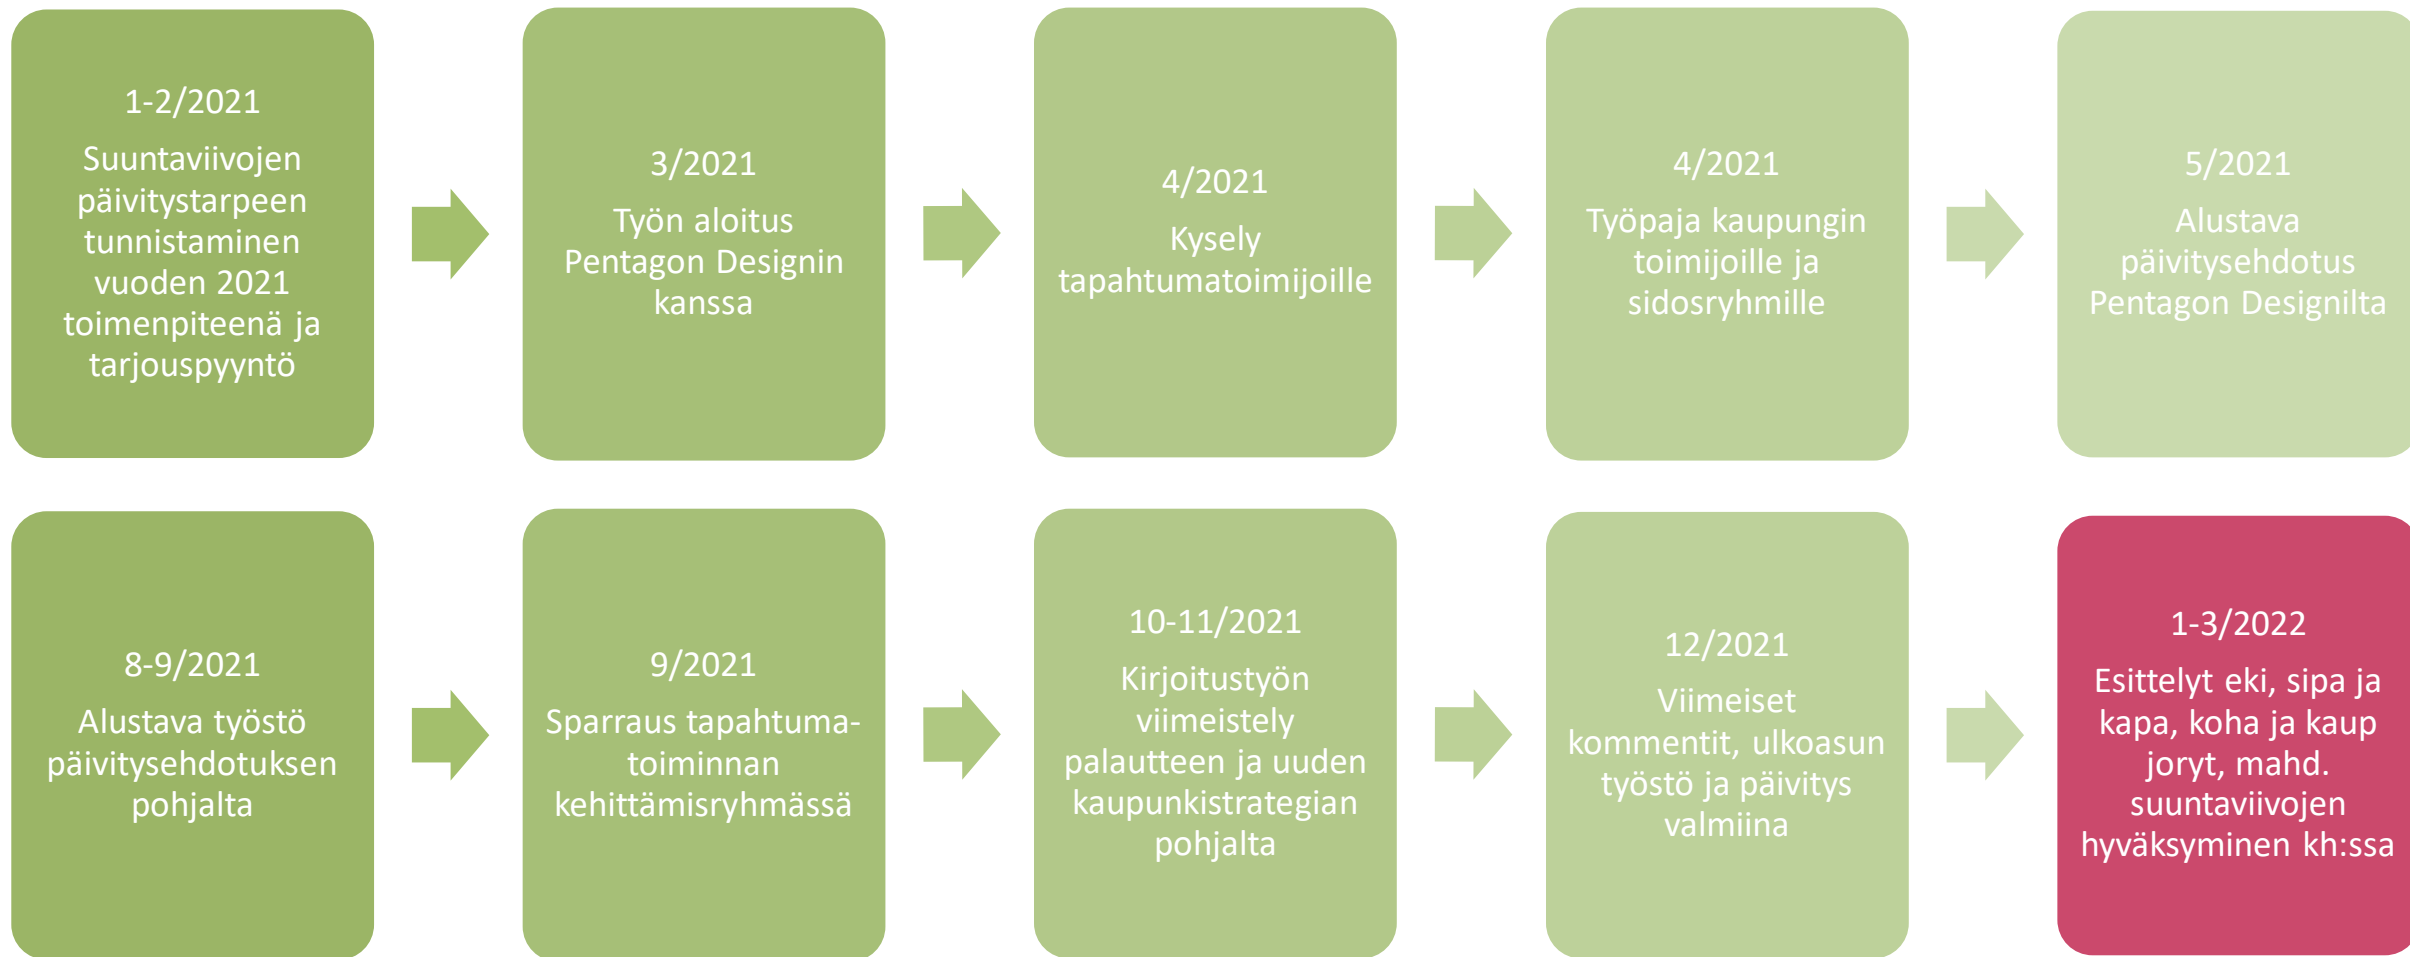 1-2/2021
Suuntaviivojen
päivitystarpeen
tunnistaminen
vuoden 2021
toimenpiteenä ja
tarjouspyyntö
3/2021
Työn aloitus
Pentagon Designin
kanssa
4/2021
Kysely
tapahtumatoimijoille
4/2021
Työpaja kaupungin
toimijoille ja
sidosryhmille
5/2021
Alustava
päivitysehdotus
Pentagon Designilta
8-9/2021
Alustava työstö
päivitysehdotuksen
pohjalta
9/2021
Sparraus tapahtuma-
toiminnan
kehittämisryhmässä
10-11/2021
Kirjoitustyön
viimeistely
palautteen ja uuden
kaupunkistrategian
pohjalta
12/2021
Viimeiset
kommentit, ulkoasun
työstö ja päivitys
valmiina
1-3/2022
Esittelyt eki, sipa ja
kapa, koha ja kaup
joryt, mahd.
suuntaviivojen
hyväksyminen kh:ssa